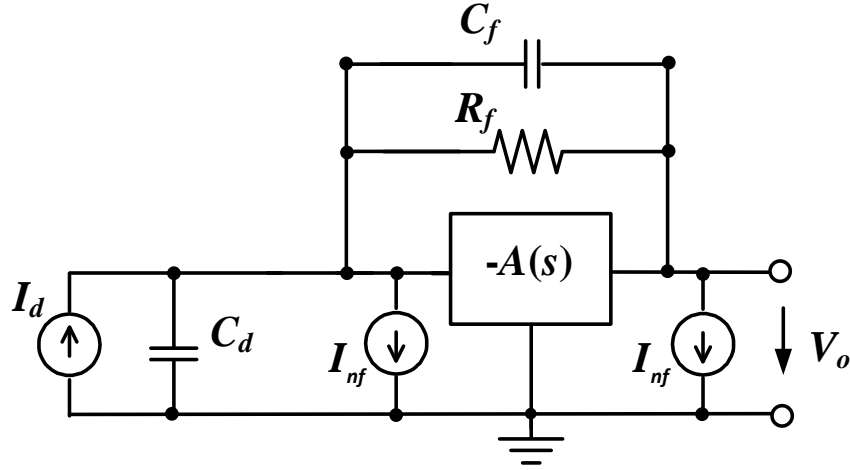 C_f
R_f
-A(s)
I_d
C_d
I_nf
I_nf
V_o